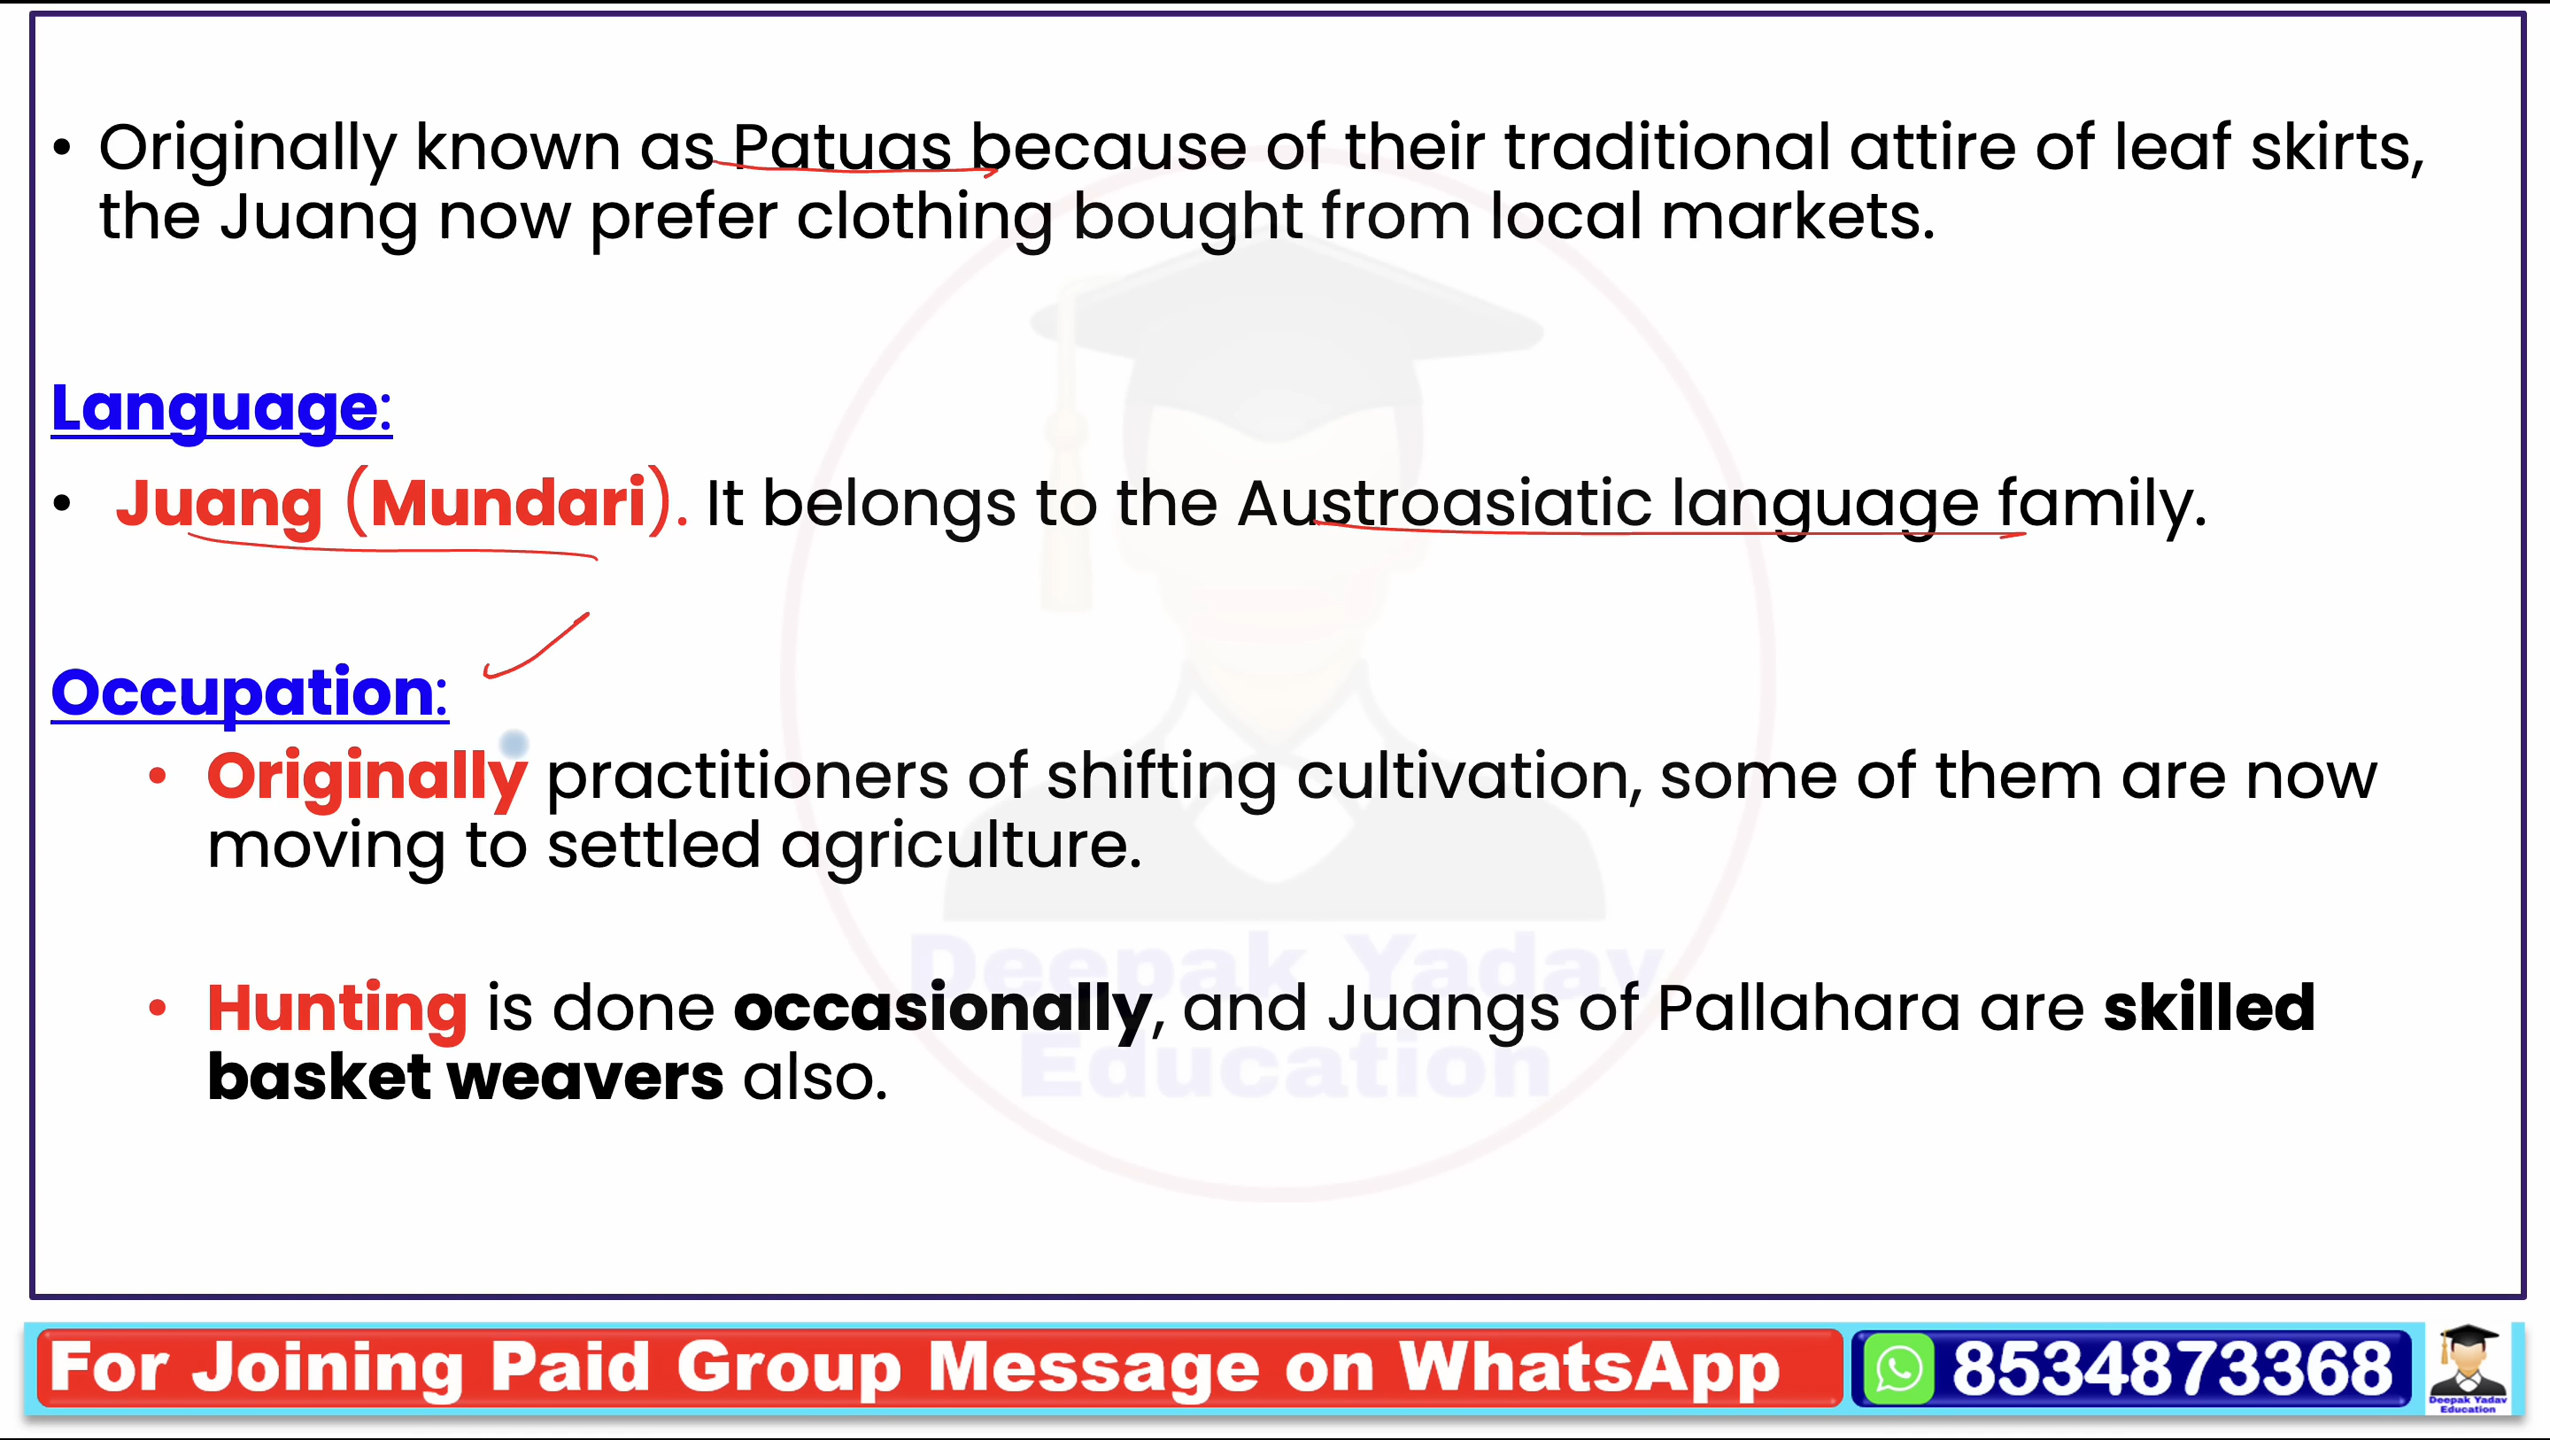 • Originally known as Patuas because of their traditional attire of leaf skirts,
the Juang now prefer clothing bought from local markets.
Language:
• Juang (Mundari). It belongs to the Austroasiatic language family.
Occupation:
• Originally practitioners of shifting cultivation, some of them are now
moving to settled agriculture.
• Hunting is done occasionally, and Juangs of Pallahara are skilled
basket weavers also.
Deepak Yadav
Education
For Joining Paid Group Message on WhatsApp
8534873368
Deepak Yadav
Education